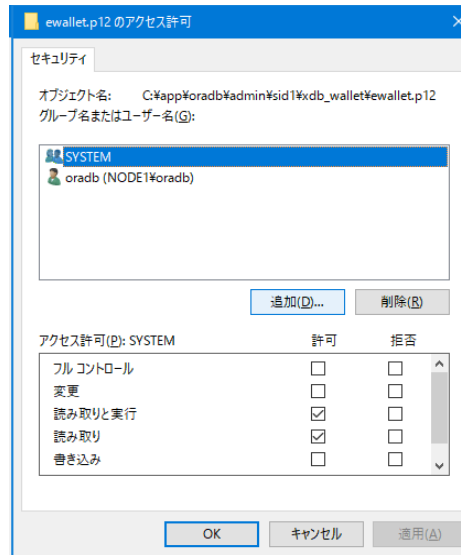 ewallet.p12 のアクセス許可
セキュリティ
オブジェクト名: C:¥app¥oradb¥admin¥sid1¥xdb_wallet¥ewallet.p12
グループ名またはユーザー名(G):
SYSTEM
oradb (NODE1¥oradb)
追加(D)... 削除(R)
アクセス許可(P): SYSTEM 許可 拒否
フル コントロール
変更
読み取りと実行
読み取り
書き込み
OK キャンセル 適用(A)